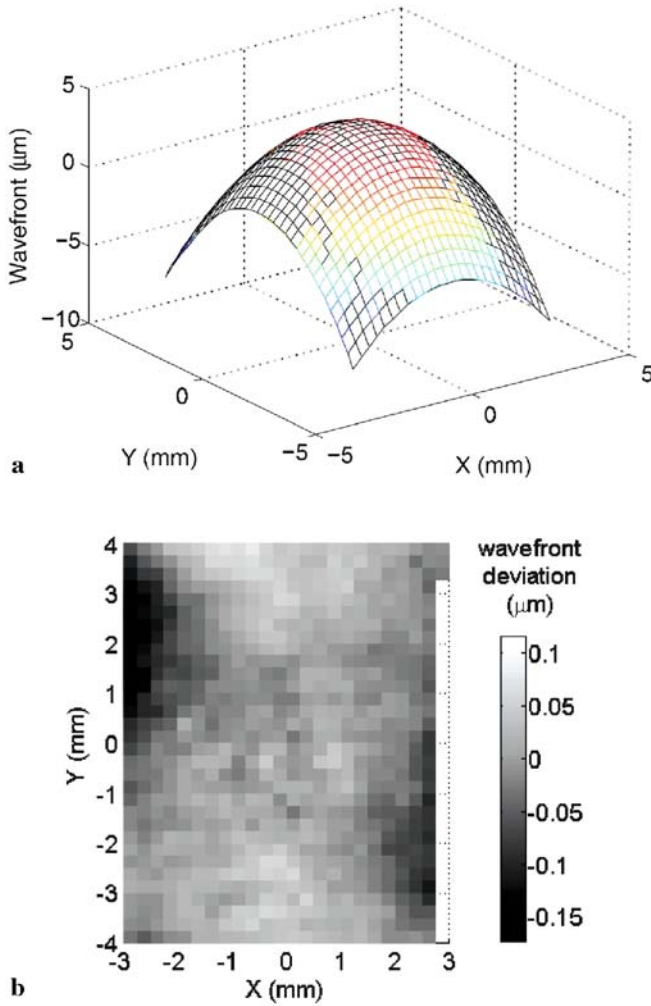 5
0
−5
−10
Wavefront (µm)
5
0
−5
Y (mm)
−5
0
5
X (mm)
a
4
3
2
1
0
-1
-2
-3
-4
Y (mm)
-3 -2 -1 0 1 2 3
X (mm)
wavefront
deviation
(µm)
0.1
0.05
0
-0.05
-0.1
-0.15
b